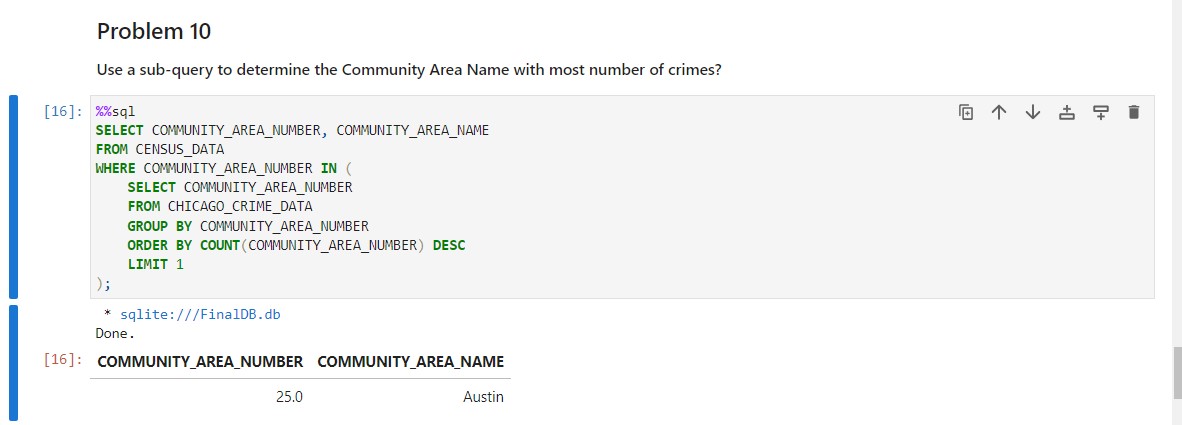 Problem 10
Use a sub-query to determine the Community Area Name with most number of crimes?
[16]: %%sql
SELECT COMMUNITY_AREA_NUMBER, COMMUNITY_AREA_NAME
FROM CENSUS_DATA
WHERE COMMUNITY_AREA_NUMBER IN (
    SELECT COMMUNITY_AREA_NUMBER
    FROM CHICAGO_CRIME_DATA
    GROUP BY COMMUNITY_AREA_NUMBER
    ORDER BY COUNT(COMMUNITY_AREA_NUMBER) DESC
    LIMIT 1
);
* sqlite:///FinalDB.db
Done.
[16]: COMMUNITY_AREA_NUMBER COMMUNITY_AREA_NAME
25.0 Austin